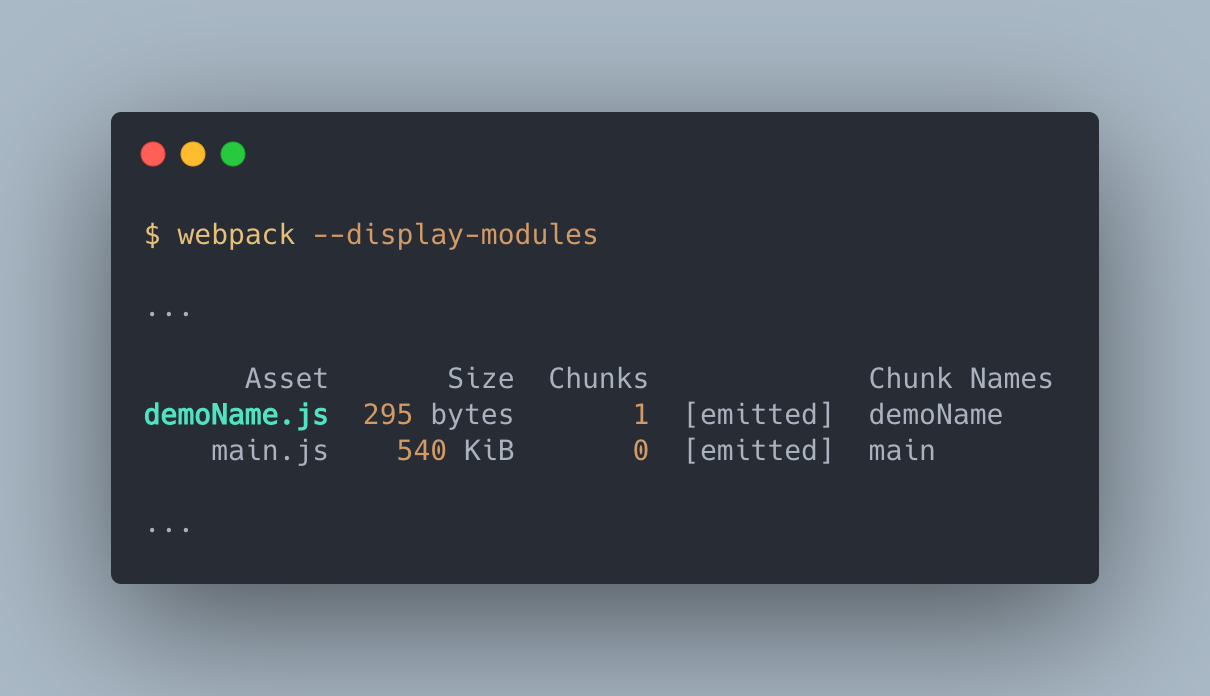 $ webpack --display-modules
...
Asset Size Chunks Chunk Names
demoName.js 295 bytes 1 [emitted] demoName
main.js 540 KiB 0 [emitted] main
...